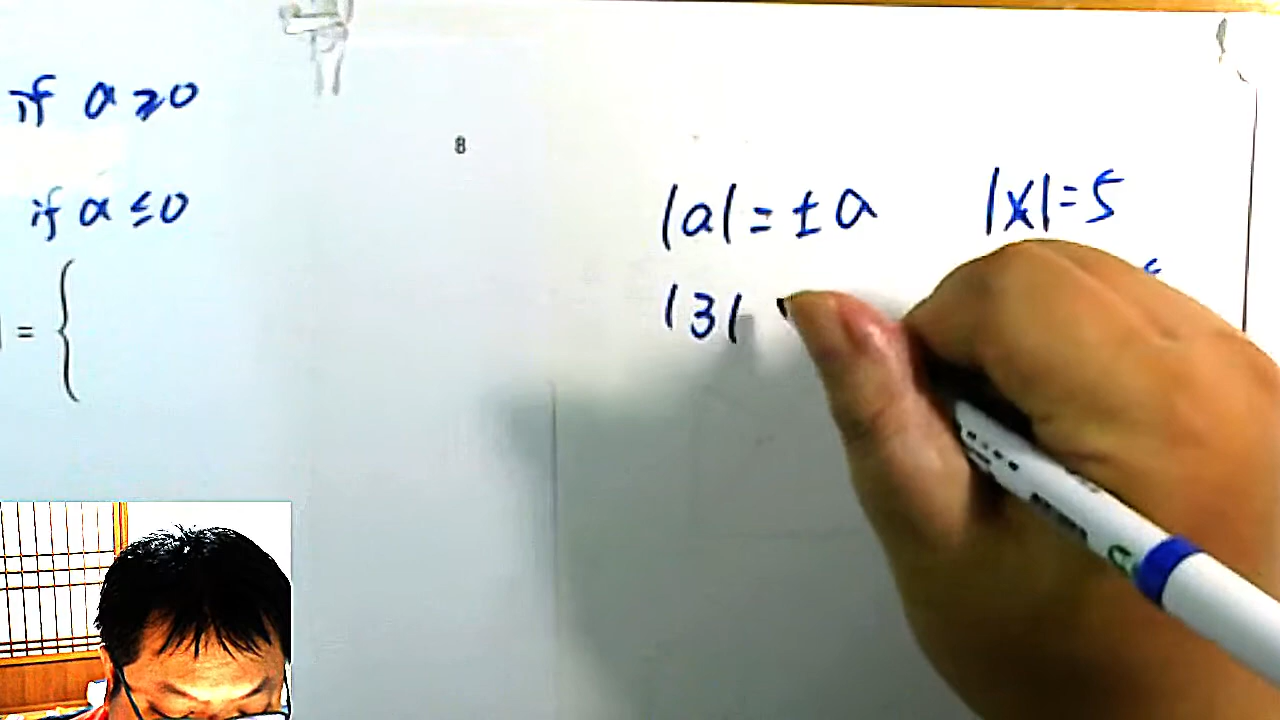 if a ≥ 0
if a ≤ 0
= {
8
|a| = ± a
|x| = 5
|3|